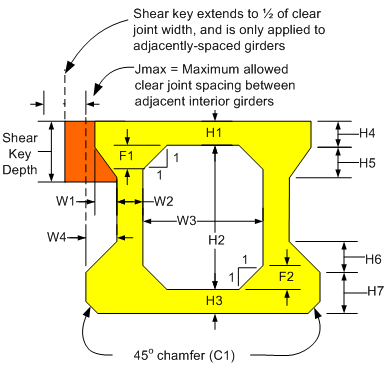 Shear key extends to ½ of clear
joint width, and is only applied to
adjacently-spaced girders
Jmax = Maximum allowed
clear joint spacing between
adjacent interior girders
Shear
Key
Depth
H1
H4
F1
1
1
H5
W1
W2
W3
W4
H2
1
1
F2
H6
H3
H7
45° chamfer (C1)